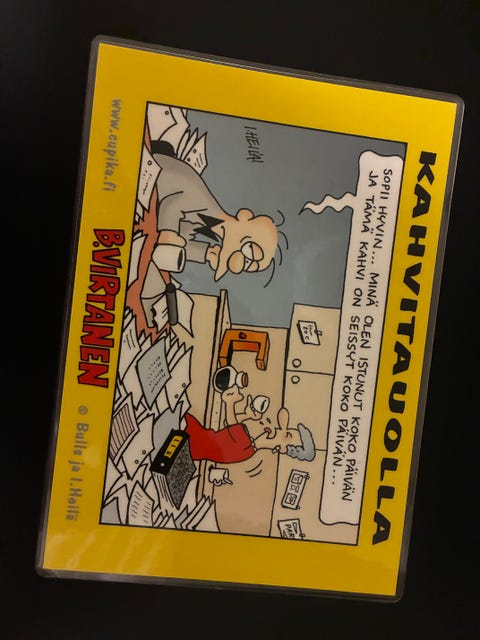 KAHVITAUOLLA
SOPII HYVIN... MINÄ OLEN ISTUNUT KOKO PÄIVÄN
JA TÄMÄ KAHVI ON SEISSYT KOKO PÄIVÄN...
I.HEILÄ!
www.cupika.fi
B.VIRTANEN
© Bulls ja I.Heilä